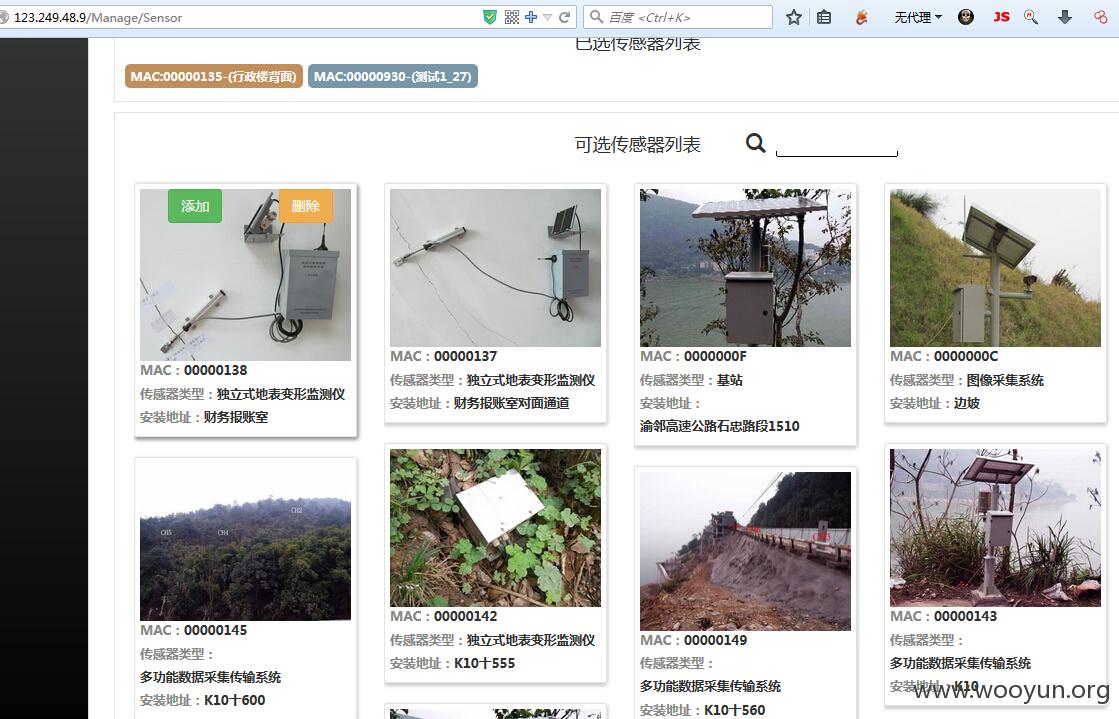 123.249.48.9/Manage/Sensor
百度 <Ctrl+K>
无代理
JS
已选传感器列表
MAC:00000135-(行政楼背面)
MAC:00000930-(测试1_27)
可选传感器列表
添加
删除
MAC：00000138
传感器类型：独立式地表变形监测仪
安装地址：财务报账室
MAC：00000137
传感器类型：独立式地表变形监测仪
安装地址：财务报账室对面通道
MAC：0000000F
传感器类型：基站
安装地址：
渝邻高速公路石忠路段1510
MAC：0000000C
传感器类型：图像采集系统
安装地址：边坡
CH5
CH4
CH2
MAC：00000145
传感器类型：
多功能数据采集传输系统
安装地址：K10十600
MAC：00000142
传感器类型：独立式地表变形监测仪
安装地址：K10十555
MAC：00000149
传感器类型：
多功能数据采集传输系统
安装地址：K10十560
MAC：00000143
传感器类型：
多功能数据采集传输系统
安装地址：K10
www.wooyun.org